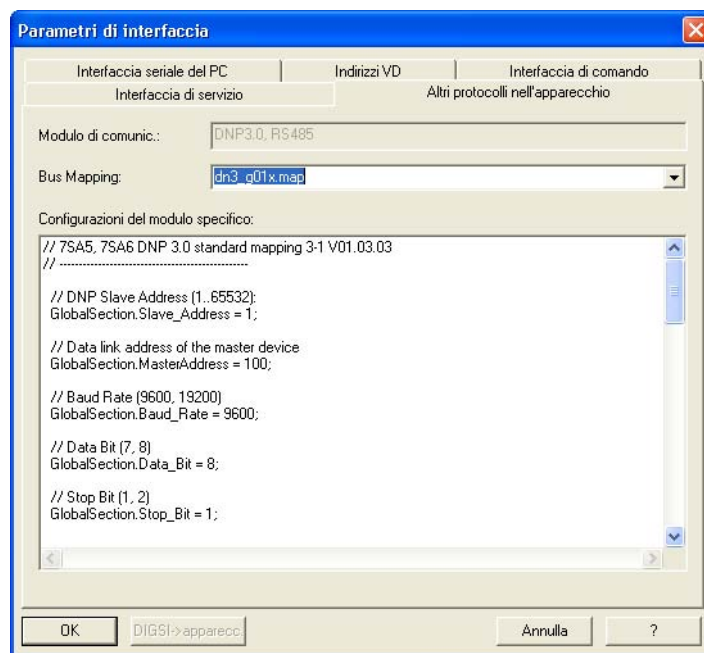 Parametri di interfaccia
Interfaccia seriale del PC
Indirizzi VD
Interfaccia di comando
Interfaccia di servizio
Altri protocolli nell'apparecchio
Modulo di comunic.:
DNP3.0, RS485
Bus Mapping:
dn3_g01x.map
Configurazioni del modulo specifico:
// 7SA5, 7SA6 DNP 3.0 standard mapping 3-1 V01.03.03
// ------------------------------------------------
// DNP Slave Address (1..65532):
GlobalSection.Slave_Address = 1;
// Data link address of the master device
GlobalSection.MasterAddress = 100;
// Baud Rate (9600, 19200)
GlobalSection.Baud_Rate = 9600;
// Data Bit (7, 8)
GlobalSection.Data_Bit = 8;
// Stop Bit (1, 2)
GlobalSection.Stop_Bit = 1;
OK
DIGSI->apparecc.
Annulla
?